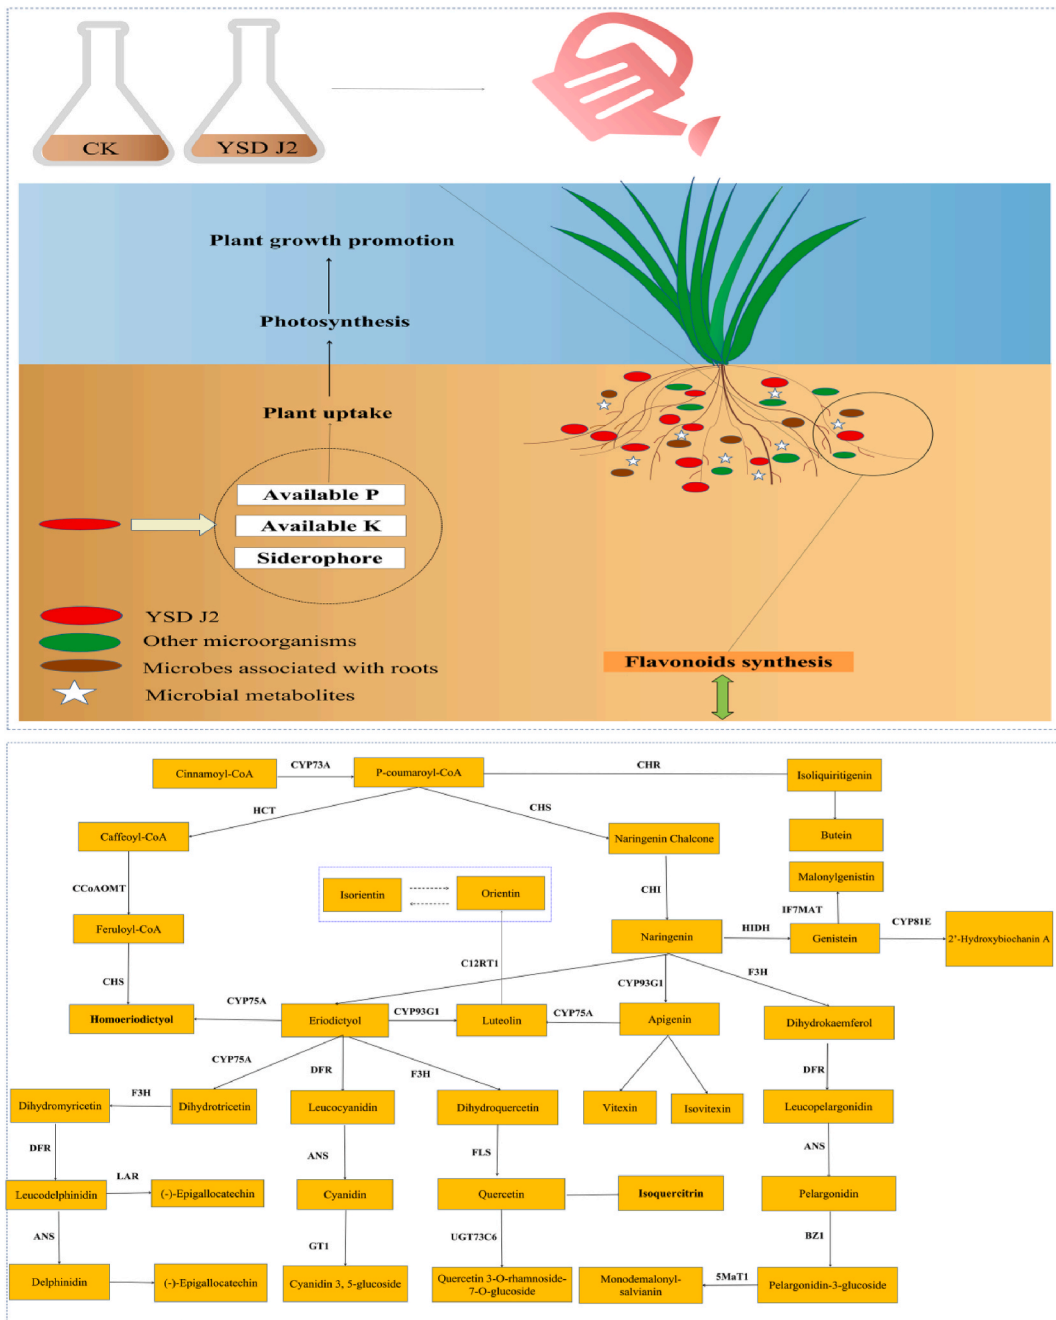 CK
YSD J2
Plant growth promotion
Photosynthesis
Plant uptake
Available P
Available K
Siderophore
YSD J2
Other microorganisms
Microbes associated with roots
Microbial metabolites
Flavonoids synthesis
Cinnamoyl-CoA
CYP73A
P-coumaroyl-CoA
CHR
Isoliquiritigenin
HCT
CHS
Caffeoyl-CoA
Naringenin Chalcone
Butein
CCoAOMT
CHI
Malonylgenistin
Isorientin
Orientin
IF7MAT
CYP81E
Feruloyl-CoA
Naringenin
HIDH
Genistein
2'-Hydroxybiochanin A
CHS
C12RT1
CYP93G1
F3H
Homoeriodictyol
CYP75A
Eriodictyol
CYP93G1
Luteolin
CYP75A
Apigenin
Dihydrokaemferol
CYP75A
DFR
F3H
DFR
Dihydromyricetin
F3H
Dihydrotricetin
Leucocyanidin
Dihydroquercetin
Vitexin
Isovitexin
Leucopelargonidin
DFR
ANS
FLS
ANS
Leucodelphinidin
LAR
(-)-Epigallocatechin
Cyanidin
Quercetin
Isoquercitrin
Pelargonidin
ANS
GT1
UGT73C6
BZ1
Delphinidin
(-)-Epigallocatechin
Cyanidin 3, 5-glucoside
Quercetin 3-O-rhamnoside-
7-O-glucoside
Monodemalonyl-
salvianin
5MaT1
Pelargonidin-3-glucoside